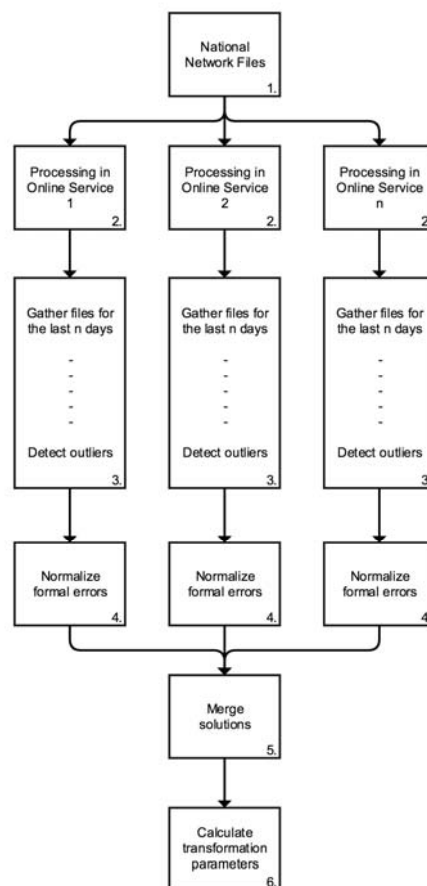 National
Network Files
1.
Processing in
Online Service
1
2.
Processing in
Online Service
2
2.
Processing in
Online Service
n
2
Gather files for
the last n days
-
-
-
-
-
Detect outliers
3.
Gather files for
the last n days
-
-
-
-
-
Detect outliers
3.
Gather files for
the last n days
-
-
-
-
-
Detect outliers
3
Normalize
formal errors
4.
Normalize
formal errors
4.
Normalize
formal errors
4
Merge
solutions
5.
Calculate
transformation
parameters
6.